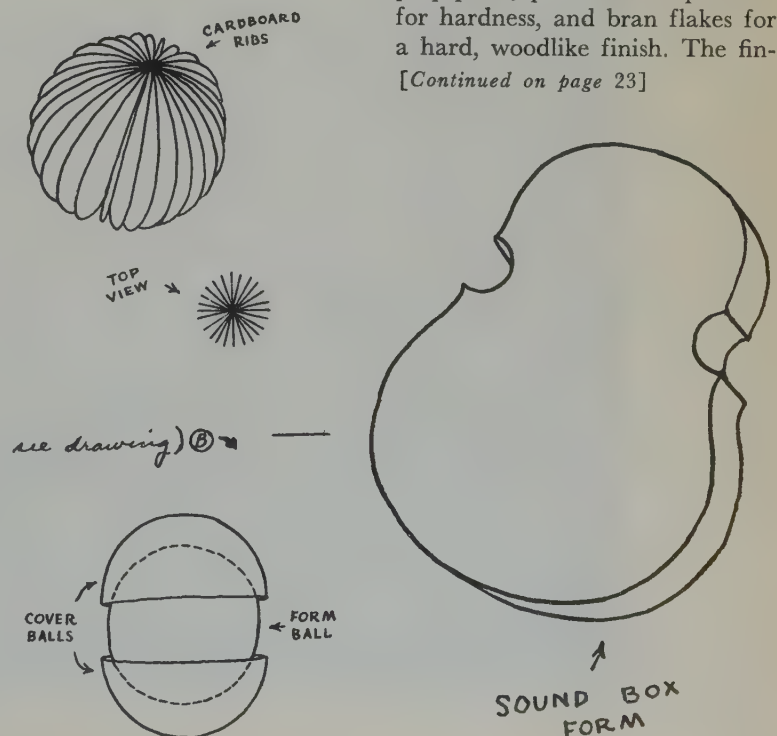 for hardness, and bran flakes for
a hard, woodlike finish. The fin-
[Continued on page 23]
CARDBOARD
RIBS
TOP
VIEW
see drawing) B
COVER
BALLS
FORM
BALL
SOUND BOX
FORM